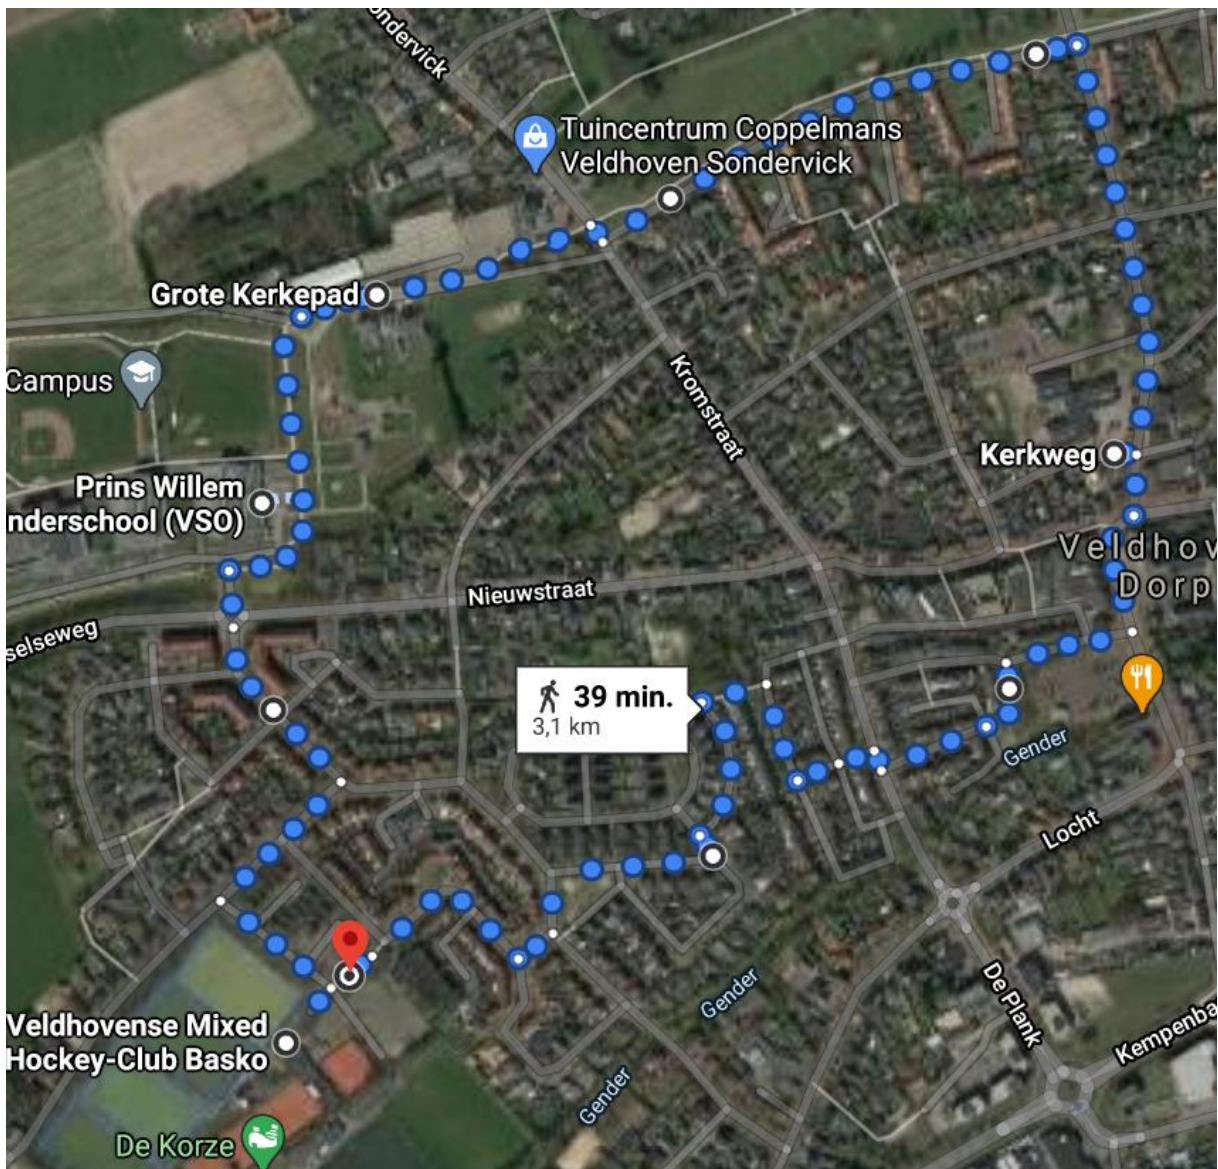 ondervick
Tuincentrum Coppelmans
Veldhoven Sondervick
Grote Kerkepad
Campus
Kromstraat
Kerkweg
Prins Willem
nderschool (VSO)
Veldhov
Dorp
Nieuwstraat
selseweg
39 min.
3,1 km
Gender
Locht
Gender
De Plank
Veldhovense Mixed
Hockey-Club Basko
Kempenba
Gender
De Korze